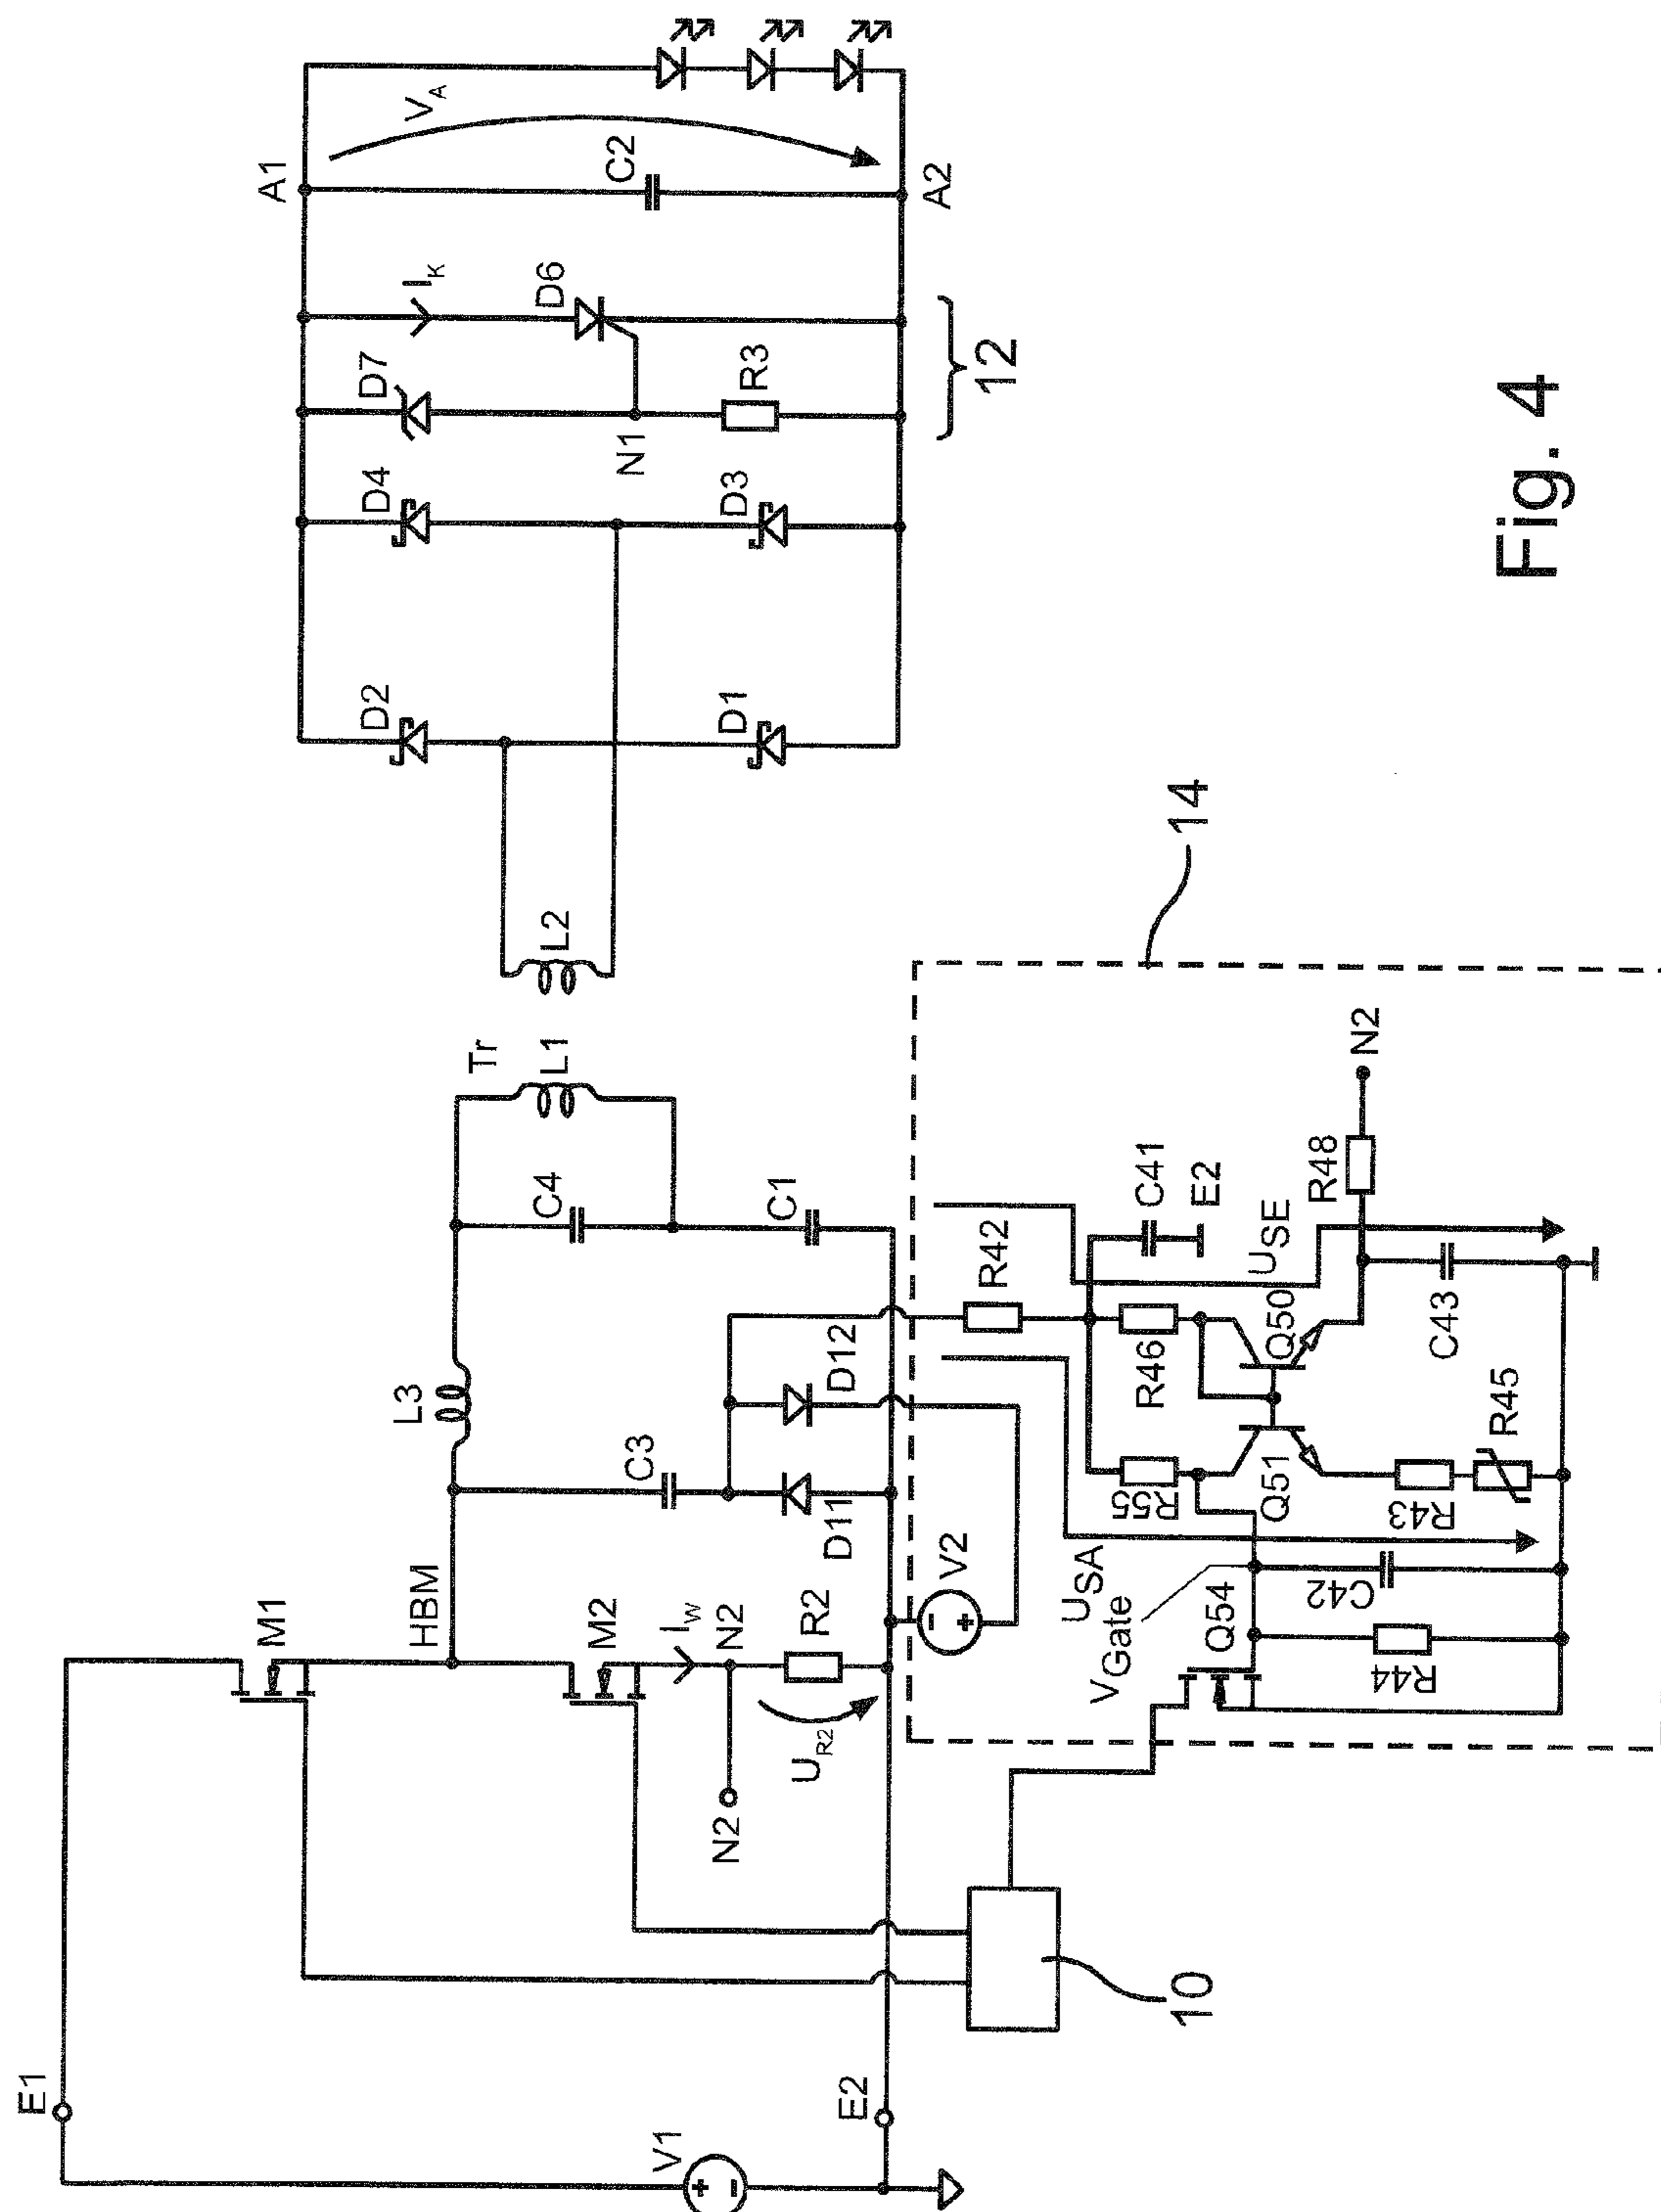 E1
V1
E2
10
M1
HBM
M2
I_W
N2
N2
R2
U_R2
L3
C3
D11
D12
V2
C4
C1
Tr
L1
L2
D2
D1
D4
D3
D7
N1
R3
I_K
D6
12
A1
A2
C2
V_A
14
R42
C41
E2
R46
R55
U_SE
U_SA
V_Gate
Q50
Q51
Q54
R48
N2
C43
R45
R43
C42
R44
Fig. 4